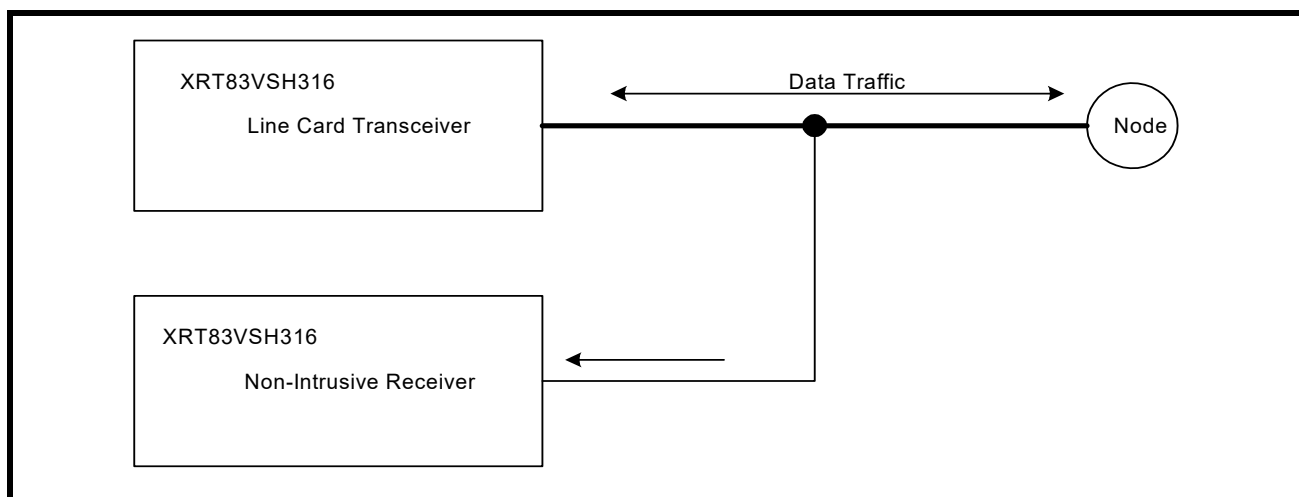 XRT83VSH316
Line Card Transceiver
Data Traffic
Node
XRT83VSH316
Non-Intrusive Receiver